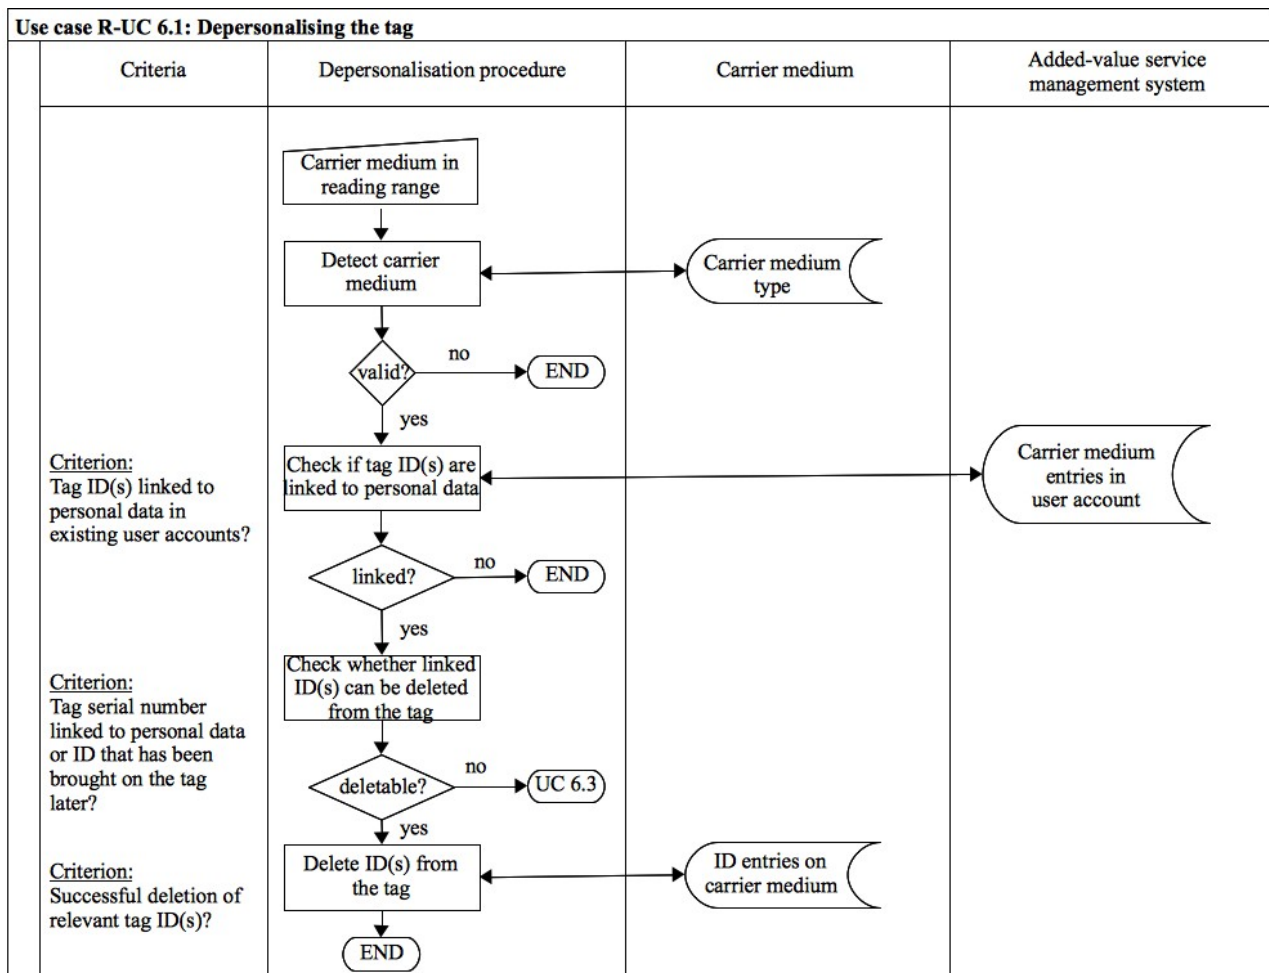 Use case R-UC 6.1: Depersonalising the tag
Criteria
Depersonalisation procedure
Carrier medium
Added-value service
management system
Carrier medium in
reading range
Detect carrier
medium
Carrier medium
type
valid?
no
END
yes
Criterion:
Tag ID(s) linked to
personal data in
existing user accounts?
Check if tag ID(s) are
linked to personal data
Carrier medium
entries in
user account
linked?
no
END
yes
Criterion:
Tag serial number
linked to personal data
or ID that has been
brought on the tag
later?
Check whether linked
ID(s) can be deleted
from the tag
deletable?
no
UC 6.3
yes
Criterion:
Successful deletion of
relevant tag ID(s)?
Delete ID(s) from
the tag
ID entries on
carrier medium
END